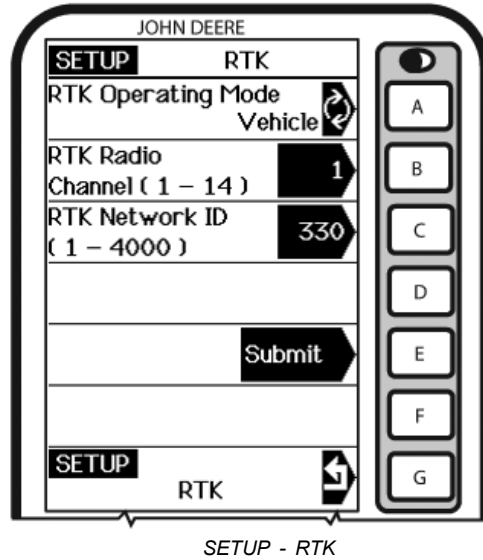 JOHN DEERE
SETUP RTK
RTK Operating Mode
Vehicle
A
RTK Radio
Channel ( 1 – 14 )
1
B
RTK Network ID
( 1 – 4000 )
330
C
D
Submit
E
F
SETUP
RTK
G
SETUP - RTK